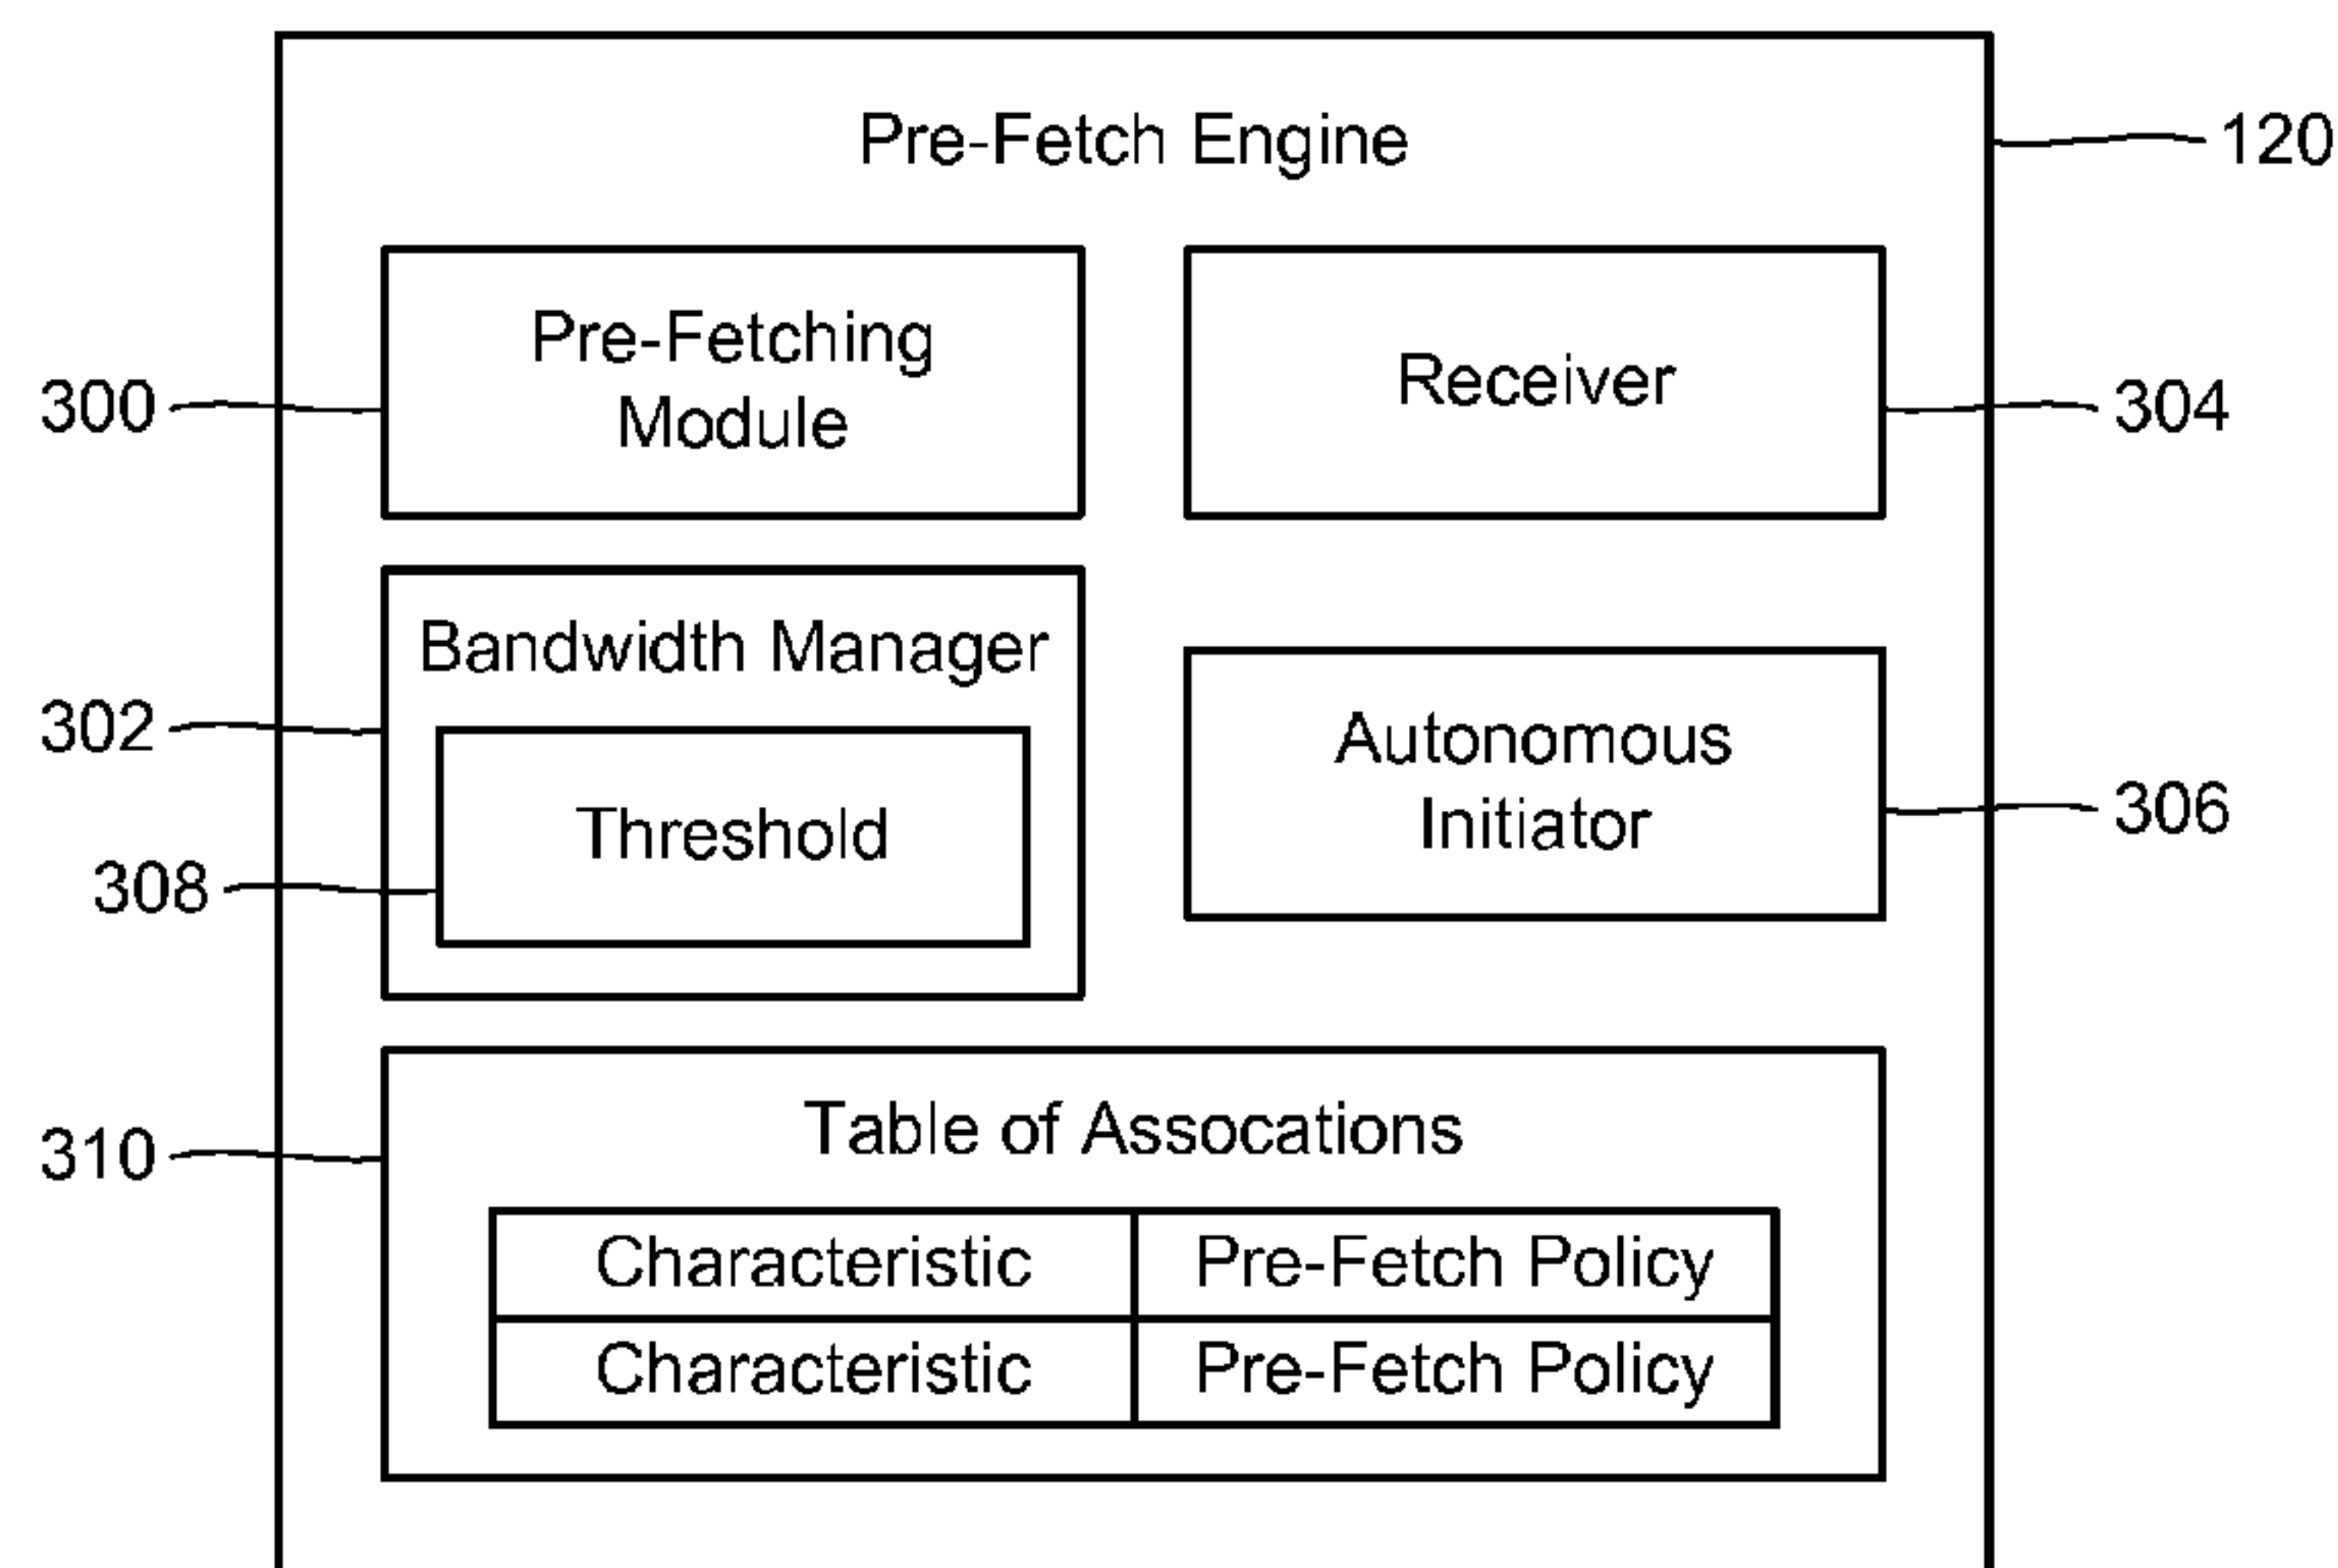 Pre-Fetch Engine
120
Pre-Fetching
Module
300
Receiver
304
Bandwidth Manager
302
Threshold
308
Autonomous
Initiator
306
Table of Assocations
310
Characteristic Pre-Fetch Policy
Characteristic Pre-Fetch Policy